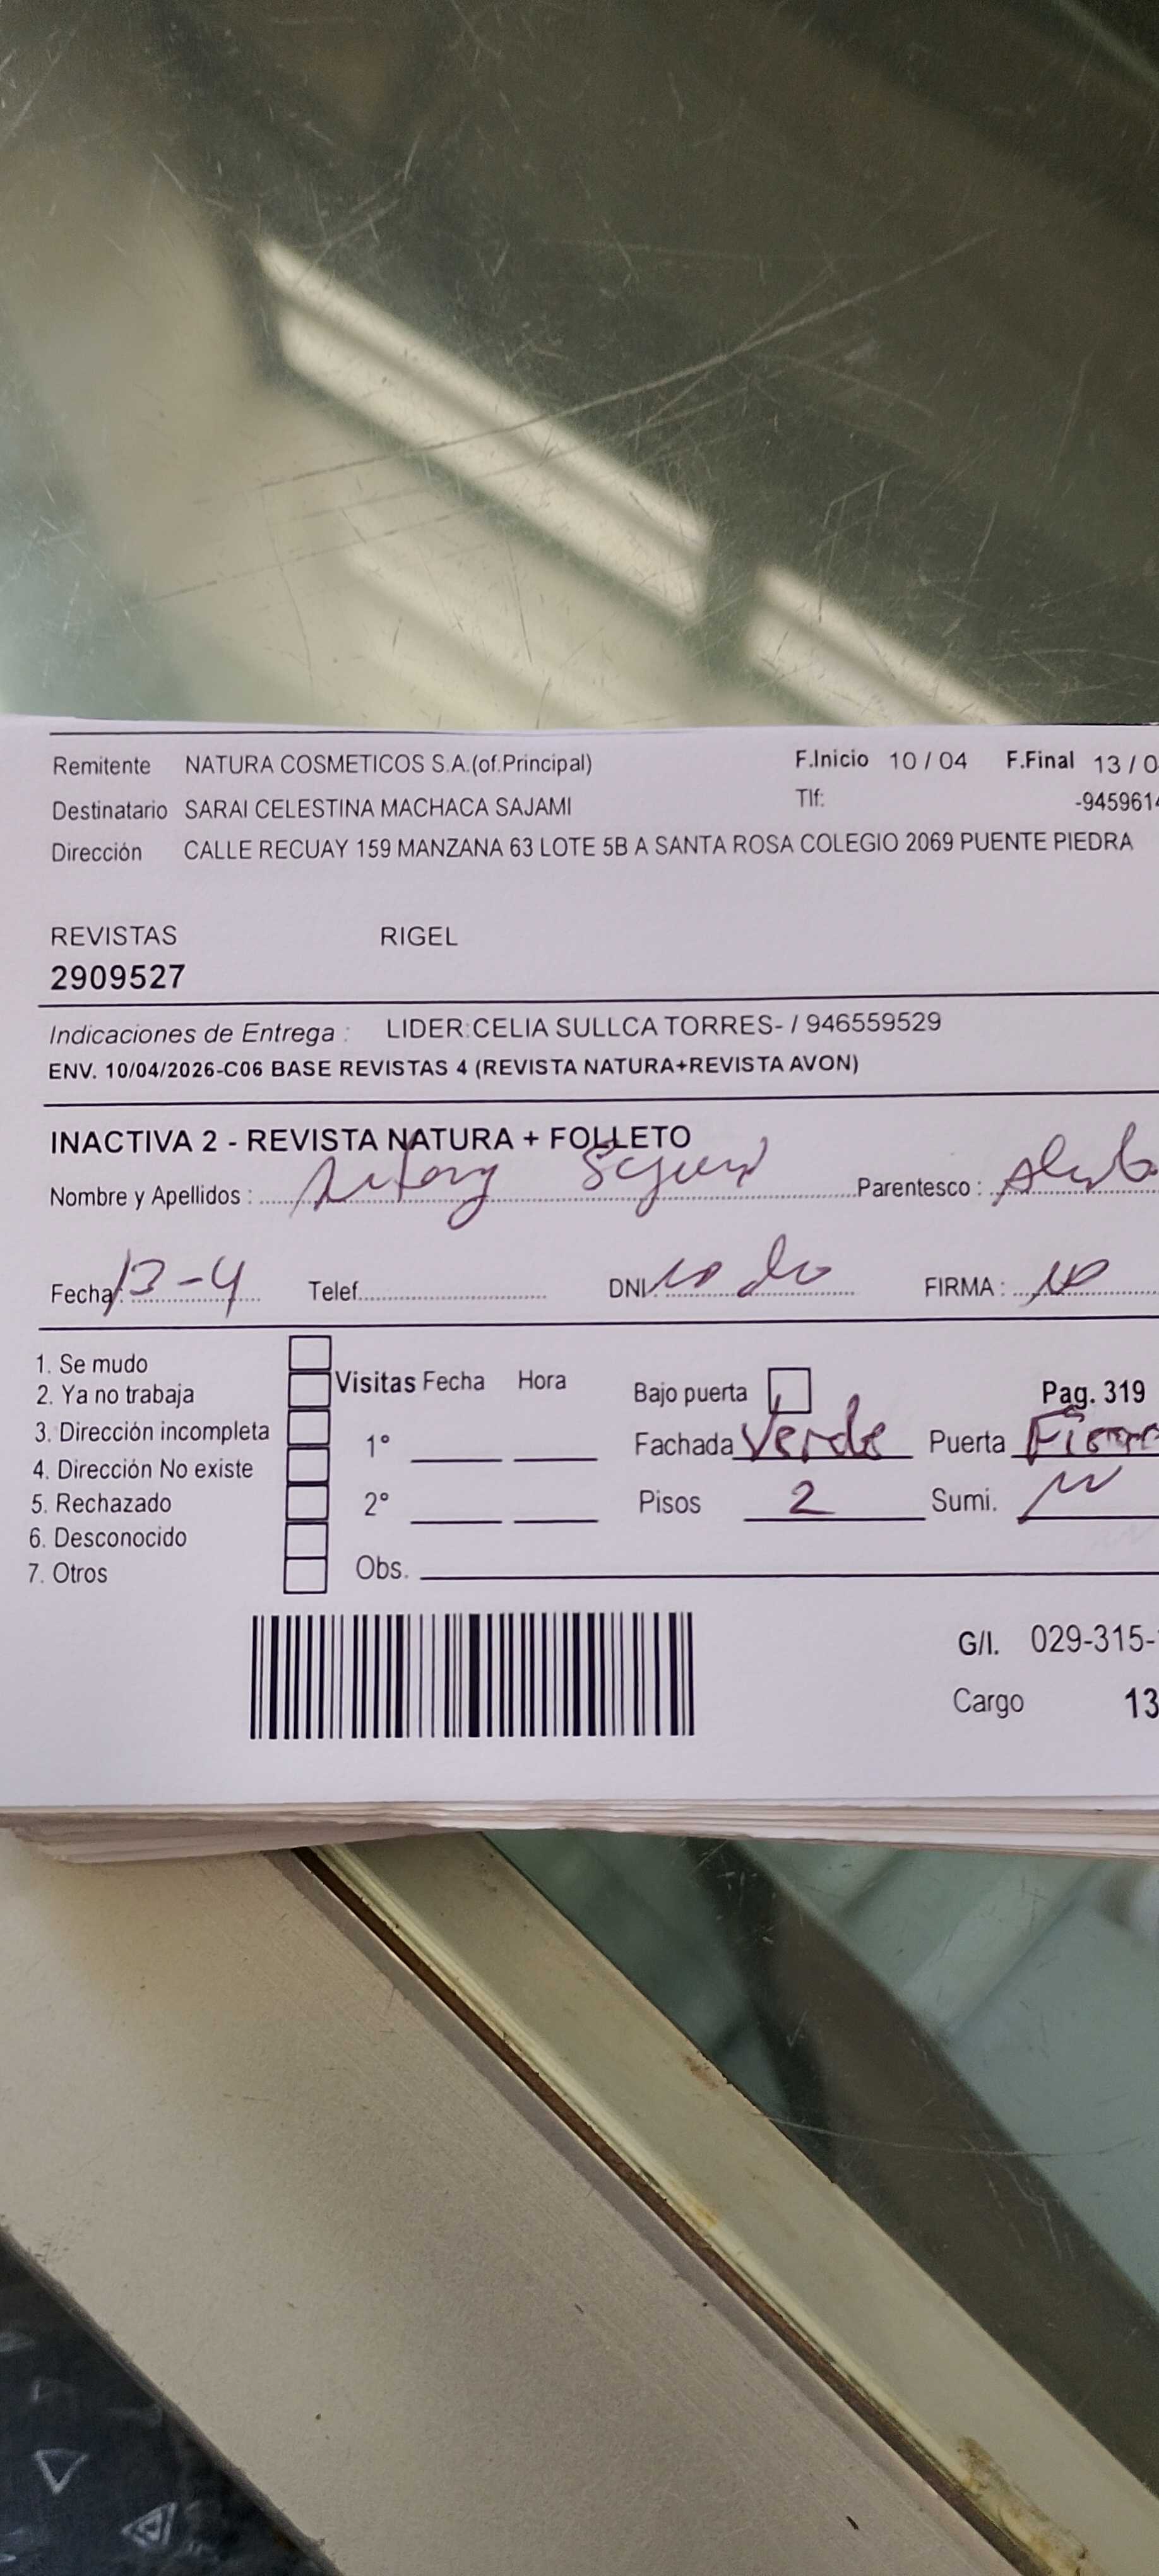 Remitente NATURA COSMETICOS S.A.(of.Principal) F.Inicio 10 / 04 F.Final 13 / 0
Destinatario SARAI CELESTINA MACHACA SAJAMI Tlf: -945961
Dirección CALLE RECUAY 159 MANZANA 63 LOTE 5B A SANTA ROSA COLEGIO 2069 PUENTE PIEDRA
REVISTAS RIGEL
2909527
Indicaciones de Entrega : LIDER:CELIA SULLCA TORRES- / 946559529
ENV. 10/04/2026-C06 BASE REVISTAS 4 (REVISTA NATURA+REVISTA AVON)
INACTIVA 2 - REVISTA NATURA + FOLLETO
Nombre y Apellidos : Parentesco :
Fecha: 13-4 Telef. DNI FIRMA :
1. Se mudo
2. Ya no trabaja Visitas Fecha Hora Bajo puerta Pag. 319
3. Dirección incompleta 1° Fachada Verde Puerta
4. Dirección No existe
5. Rechazado 2° Pisos 2 Sumi.
6. Desconocido
7. Otros Obs.
G/I. 029-315-
Cargo 13